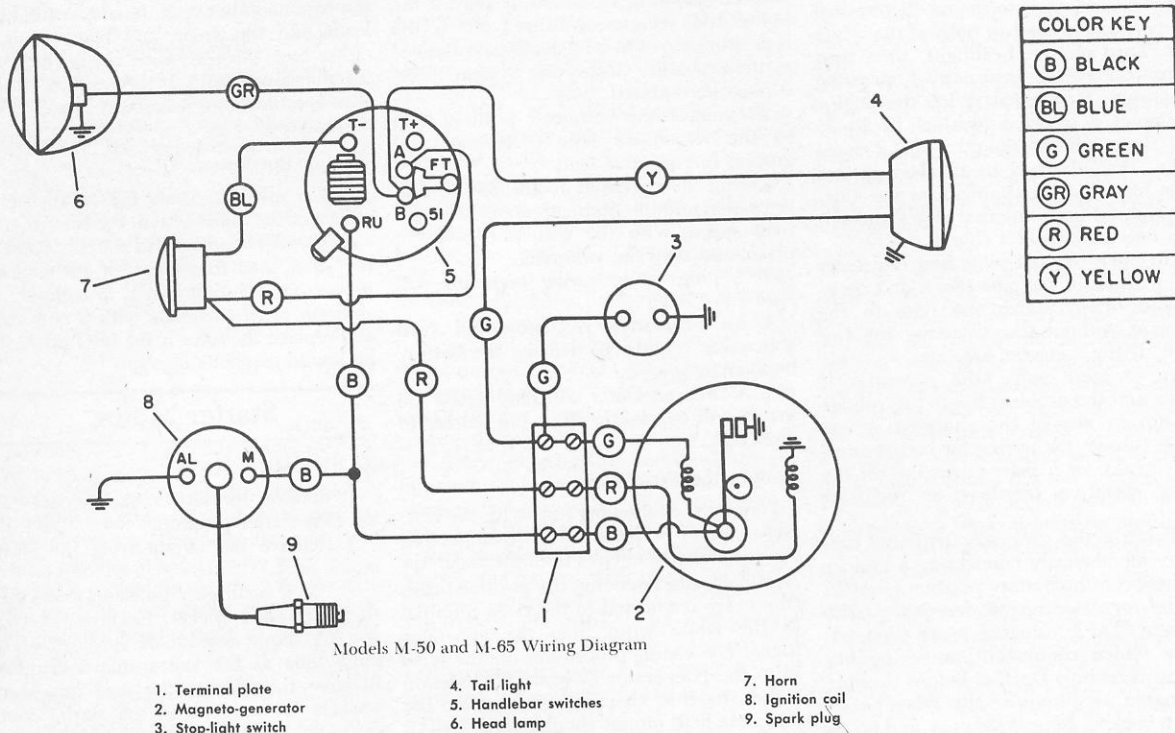 COLOR KEY
B BLACK
BL BLUE
G GREEN
GR GRAY
R RED
Y YELLOW
GR
T-
T+
A
FT
B
51
RU
4
Y
6
BL
7
R
5
3
G
B
R
G
8
AL
M
B
G
R
B
9
1
2
Models M-50 and M-65 Wiring Diagram
1. Terminal plate
2. Magneto-generator
3. Stop-light switch
4. Tail light
5. Handlebar switches
6. Head lamp
7. Horn
8. Ignition coil
9. Spark plug